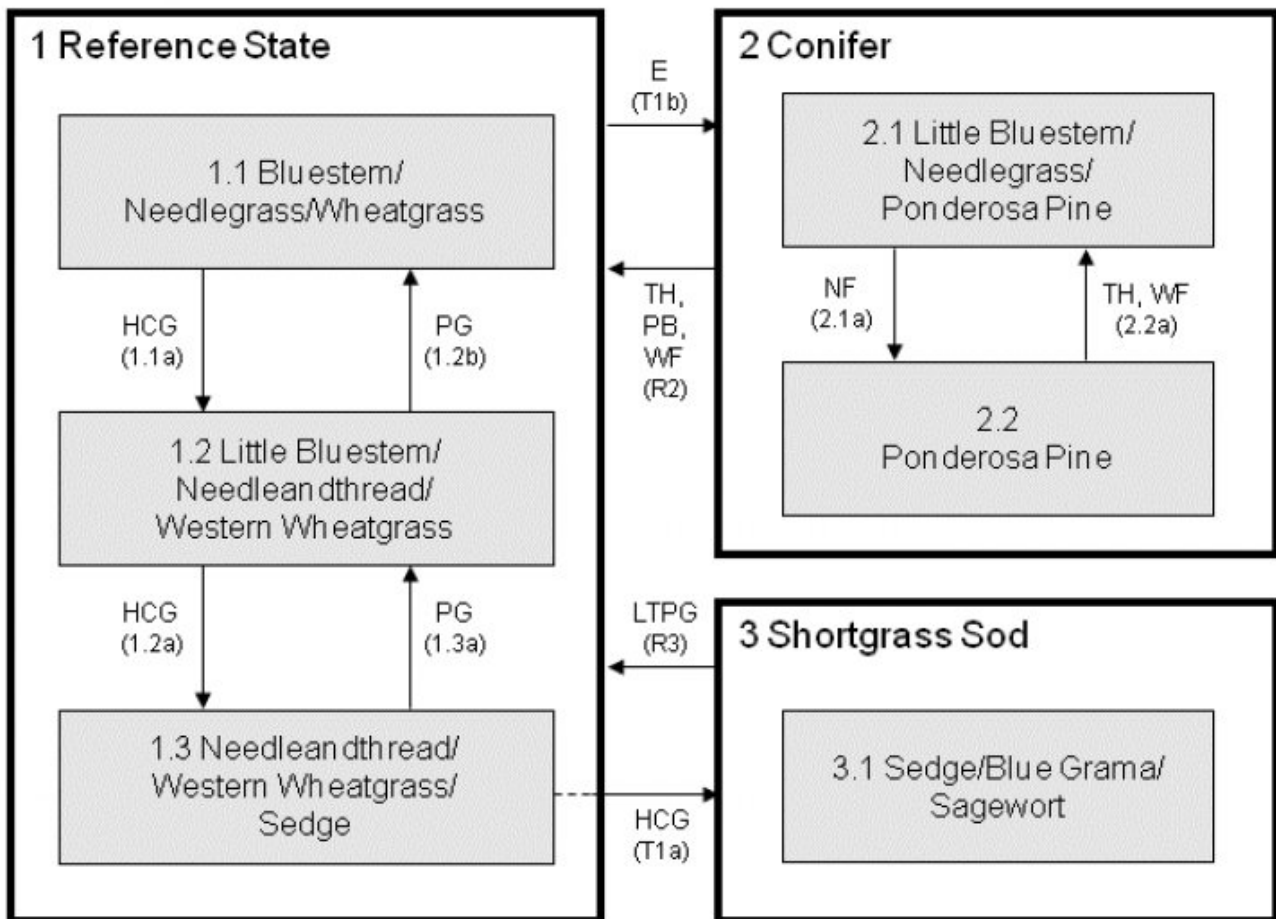 1 Reference State
1.1 Bluestem/
Needlegrass/Wheatgrass
HCG
(1.1a)
PG
(1.2b)
1.2 Little Bluestem/
Needleandthread/
Western Wheatgrass
HCG
(1.2a)
PG
(1.3a)
1.3 Needleandthread/
Western Wheatgrass/
Sedge
E
(T1b)
TH,
PB,
WF
(R2)
LTPG
(R3)
HCG
(T1a)
2 Conifer
2.1 Little Bluestem/
Needlegrass/
Ponderosa Pine
NF
(2.1a)
TH, WF
(2.2a)
2.2
Ponderosa Pine
3 Shortgrass Sod
3.1 Sedge/Blue Grama/
Sagewort